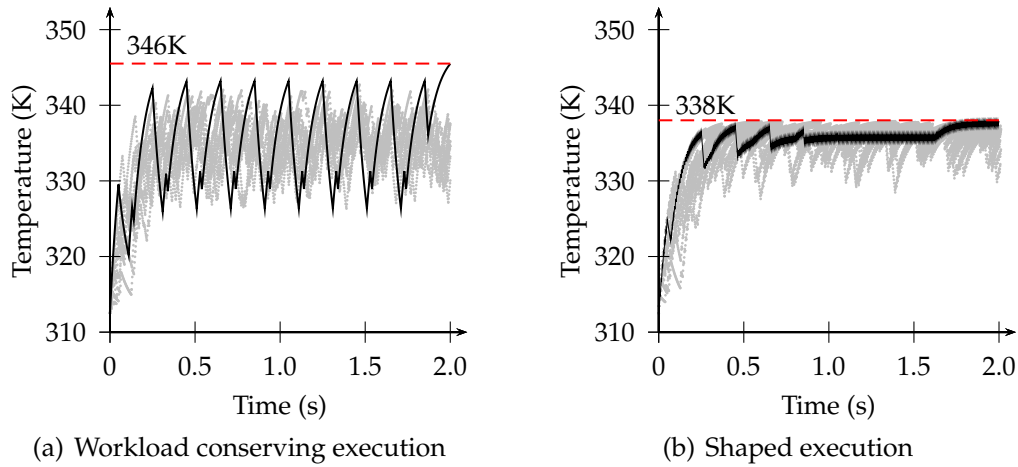 350
346K
340
330
320
310
Temperature (K)
0
0.5
1.0
1.5
2.0
Time (s)
(a) Workload conserving execution
350
338K
340
330
320
310
Temperature (K)
0
0.5
1.0
1.5
2.0
Time (s)
(b) Shaped execution